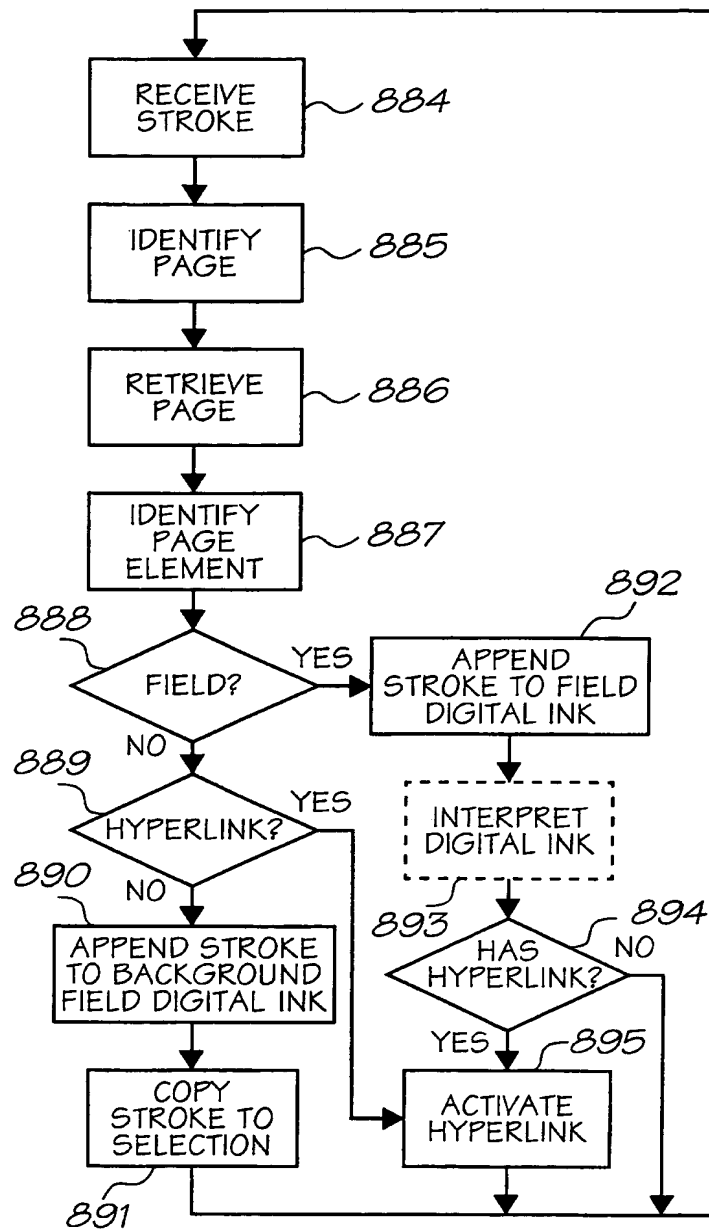 RECEIVE
STROKE
884
IDENTIFY
PAGE
885
RETRIEVE
PAGE
886
IDENTIFY
PAGE
ELEMENT
887
888
FIELD?
YES
NO
892
APPEND
STROKE TO FIELD
DIGITAL INK
889
HYPERLINK?
YES
NO
INTERPRET
DIGITAL INK
893
890
APPEND STROKE
TO BACKGROUND
FIELD DIGITAL INK
894
HAS
HYPERLINK?
NO
YES
895
COPY
STROKE TO
SELECTION
891
ACTIVATE
HYPERLINK